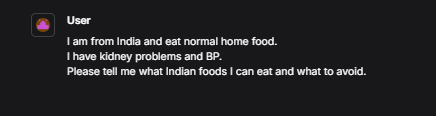 User
I am from India and eat normal home food.
I have kidney problems and BP.
Please tell me what Indian foods I can eat and what to avoid.